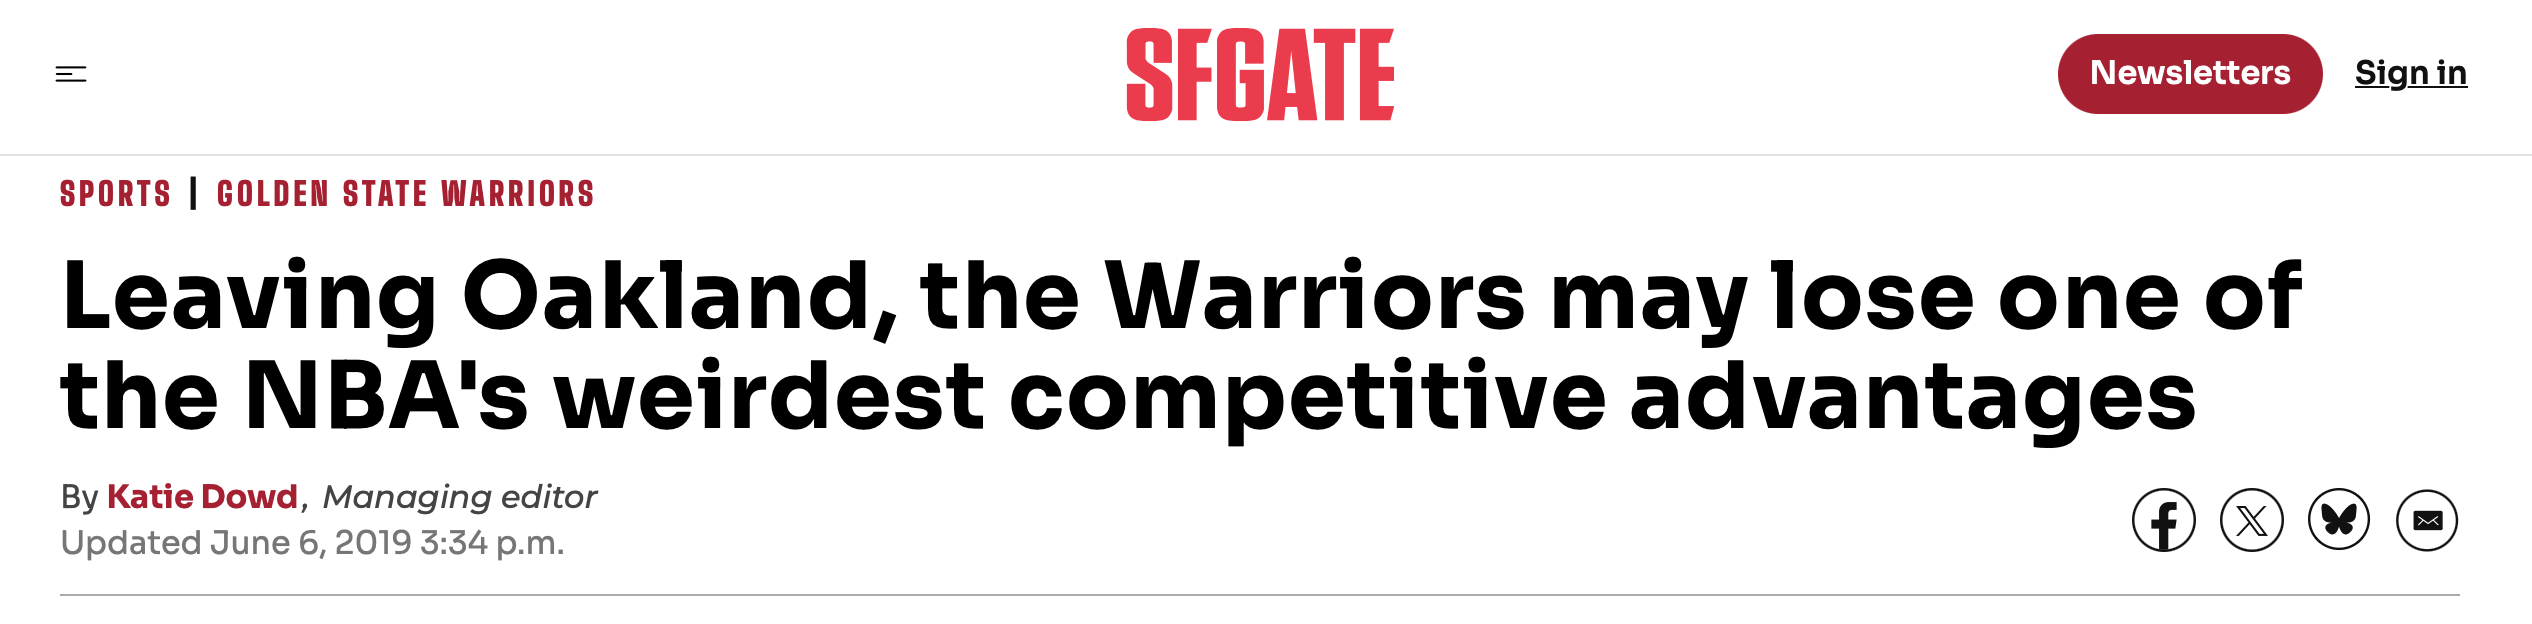 SFGATE
Newsletters
Sign in
SPORTS | GOLDEN STATE WARRIORS
Leaving Oakland, the Warriors may lose one of
the NBA's weirdest competitive advantages
By Katie Dowd, Managing editor
Updated June 6, 2019 3:34 p.m.